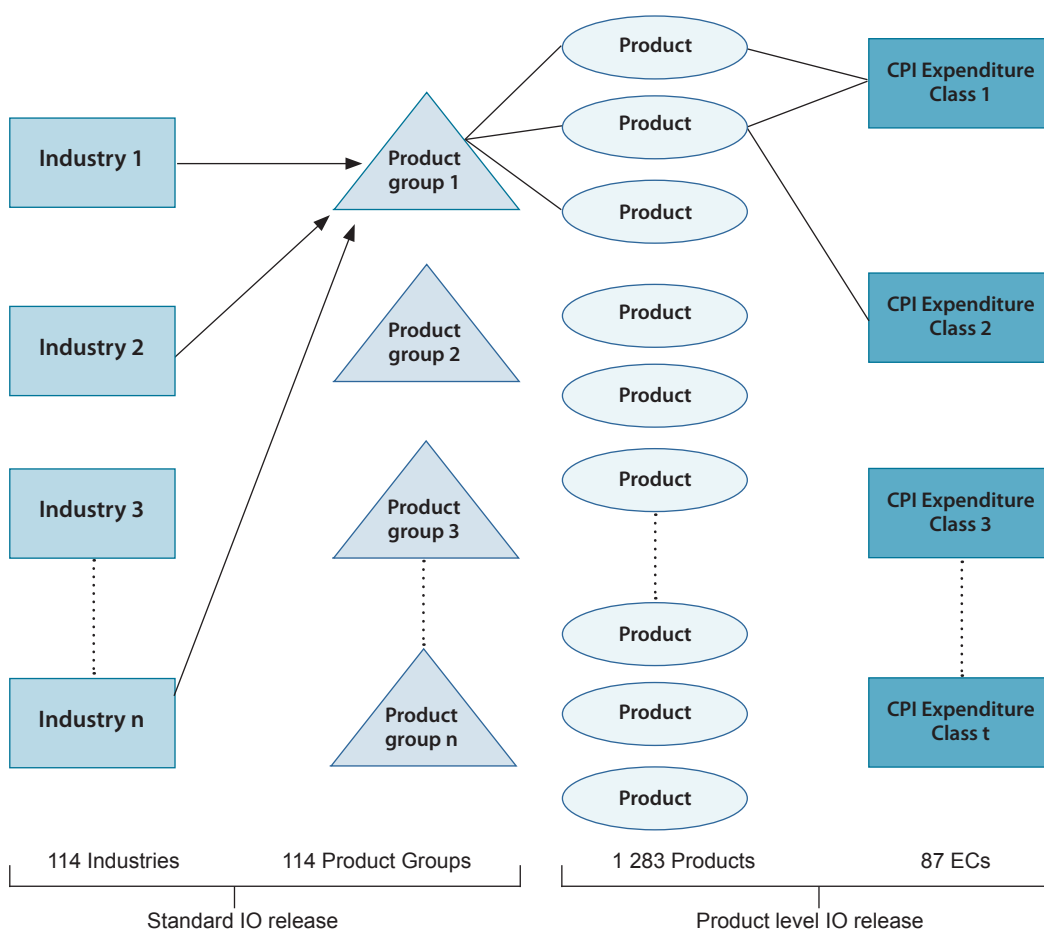 Industry 1
Industry 2
Industry 3
Industry n
Product
group 1
Product
group 2
Product
group 3
Product
group n
Product
Product
Product
Product
Product
Product
Product
Product
Product
CPI Expenditure
Class 1
CPI Expenditure
Class 2
CPI Expenditure
Class 3
CPI Expenditure
Class t
114 Industries
114 Product Groups
1 283 Products
87 ECs
Standard IO release
Product level IO release